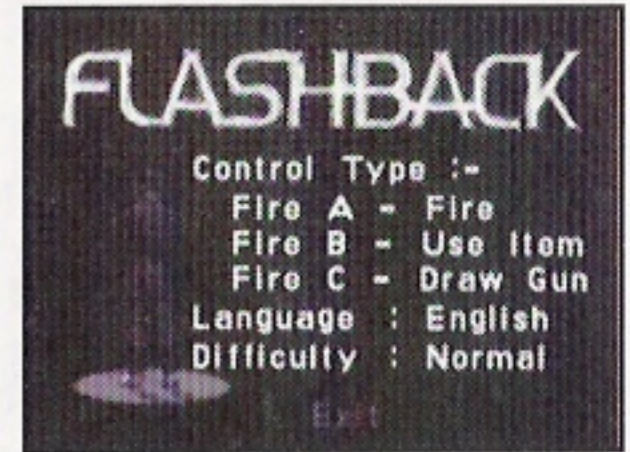 FLASHBACK
Control Type :-
Fire A - Fire
Fire B - Use Item
Fire C - Draw Gun
Language : English
Difficulty : Normal
Exit